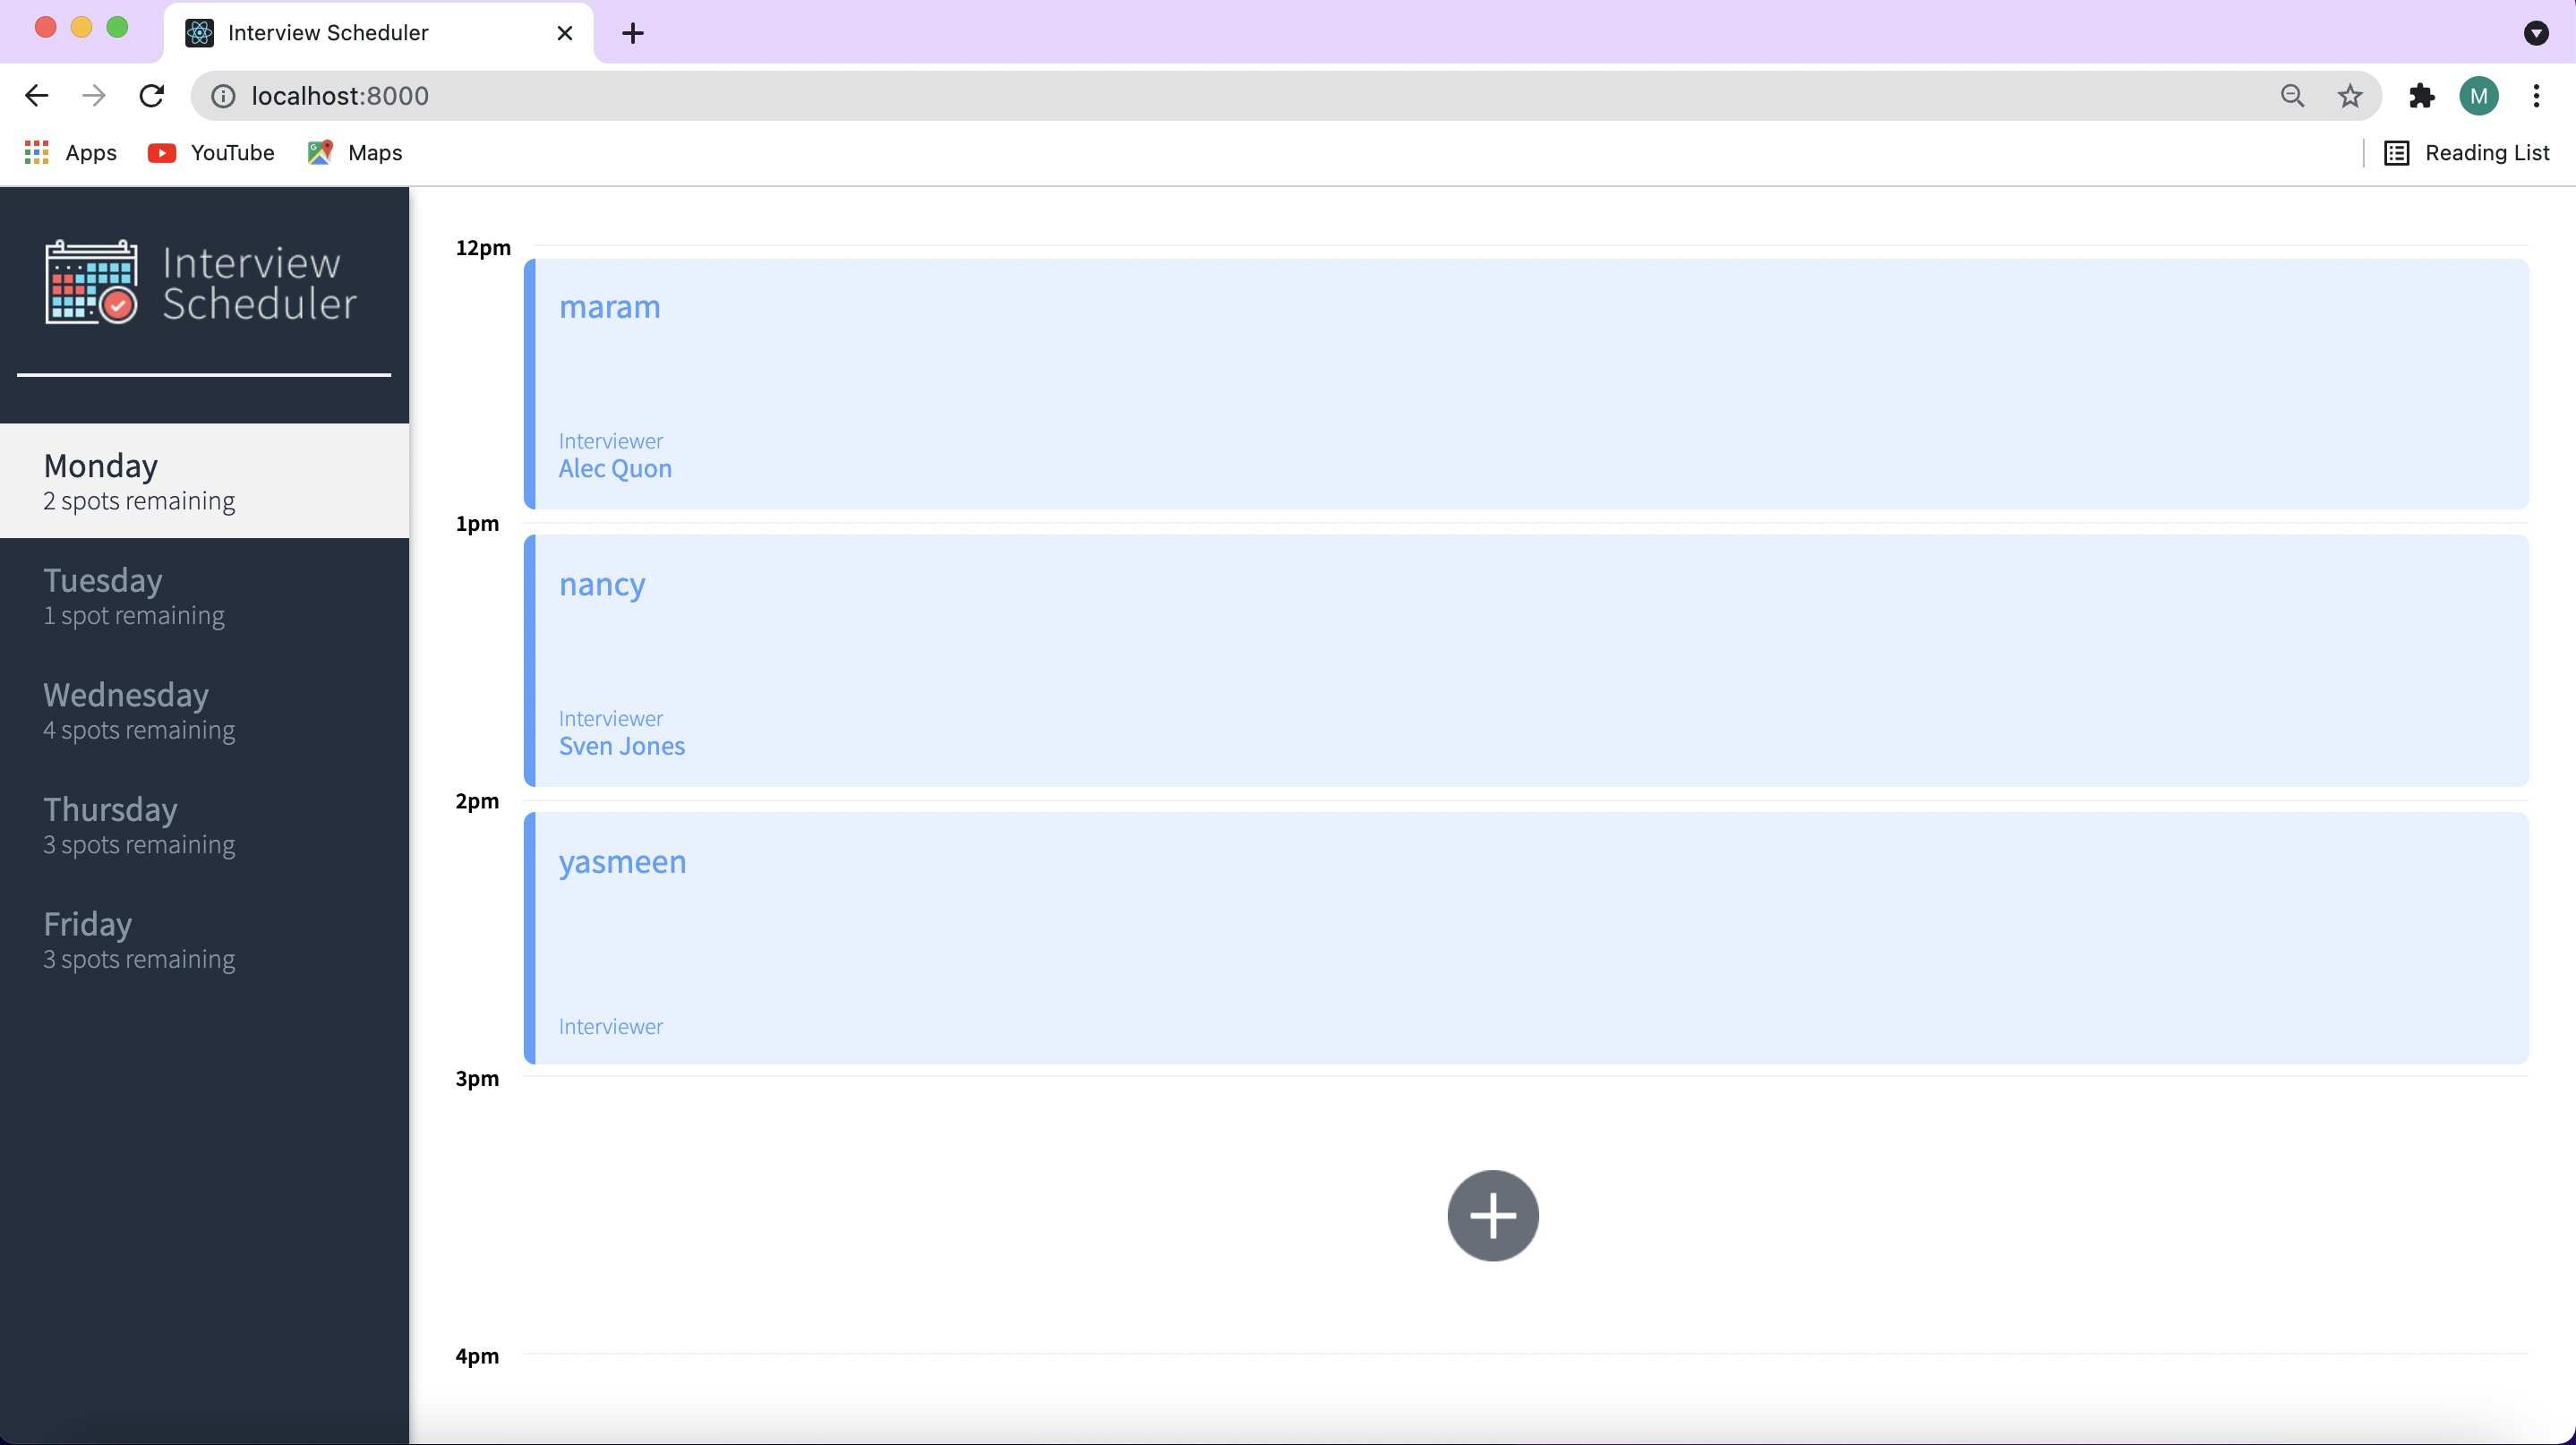 Interview Scheduler
localhost:8000
M
Apps
YouTube
Maps
Reading List
Interview
Scheduler
Monday
2 spots remaining
Tuesday
1 spot remaining
Wednesday
4 spots remaining
Thursday
3 spots remaining
Friday
3 spots remaining
12pm
maram
Interviewer
Alec Quon
1pm
nancy
Interviewer
Sven Jones
2pm
yasmeen
Interviewer
3pm
4pm